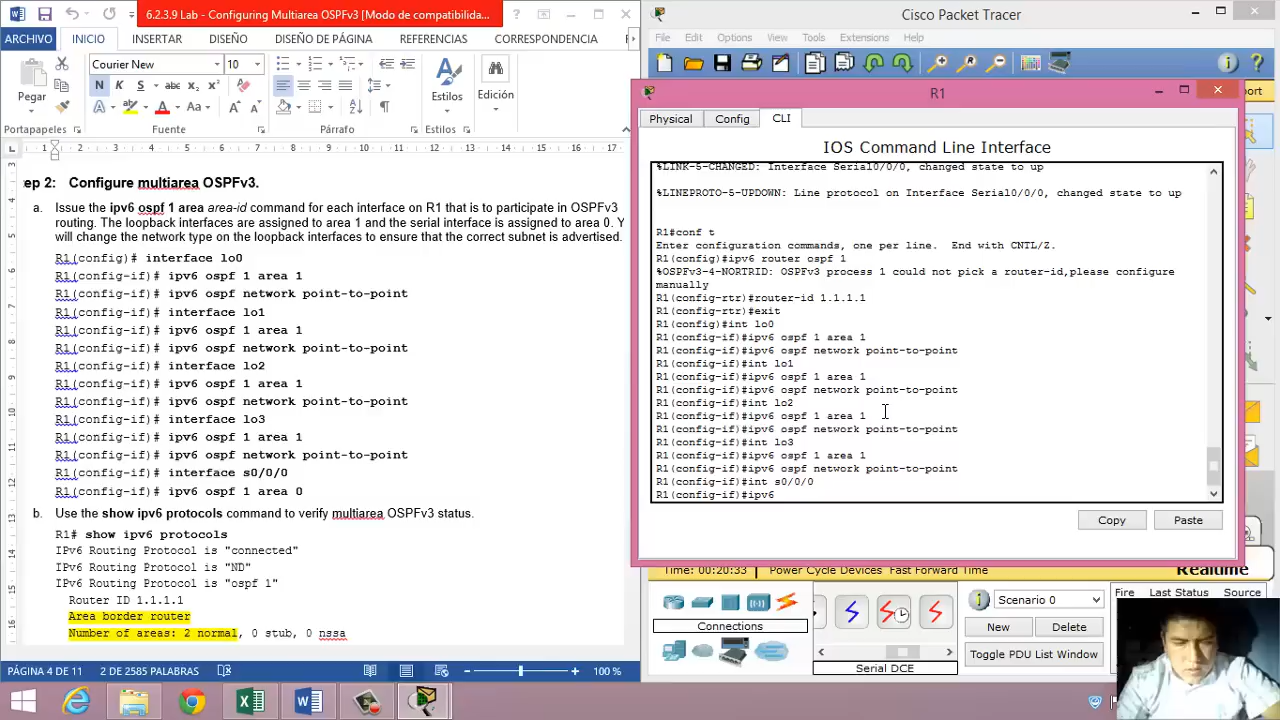 6.2.3.9 Lab - Configuring Multiarea OSPFv3 [Modo de compatibilida...
ARCHIVO INICIO INSERTAR DISEÑO DISEÑO DE PÁGINA REFERENCIAS CORRESPONDENCIA
Courier New 10
N K S abc x₂ x²
A Aa
Pegar
Estilos
Edición
Portapapeles Fuente Párrafo Estilos
1 1 2 3 4 5 6 7 8 9 10 11 12 13 14 15 16 17
ep 2: Configure multiarea OSPFv3.
a. Issue the ipv6 ospf 1 area area-id command for each interface on R1 that is to participate in OSPFv3
routing. The loopback interfaces are assigned to area 1 and the serial interface is assigned to area 0. Y
will change the network type on the loopback interfaces to ensure that the correct subnet is advertised.
R1(config)# interface lo0
R1(config-if)# ipv6 ospf 1 area 1
R1(config-if)# ipv6 ospf network point-to-point
R1(config-if)# interface lo1
R1(config-if)# ipv6 ospf 1 area 1
R1(config-if)# ipv6 ospf network point-to-point
R1(config-if)# interface lo2
R1(config-if)# ipv6 ospf 1 area 1
R1(config-if)# ipv6 ospf network point-to-point
R1(config-if)# interface lo3
R1(config-if)# ipv6 ospf 1 area 1
R1(config-if)# ipv6 ospf network point-to-point
R1(config-if)# interface s0/0/0
R1(config-if)# ipv6 ospf 1 area 0
b. Use the show ipv6 protocols command to verify multiarea OSPFv3 status.
R1# show ipv6 protocols
IPv6 Routing Protocol is "connected"
IPv6 Routing Protocol is "ND"
IPv6 Routing Protocol is "ospf 1"
Router ID 1.1.1.1
Area border router
Number of areas: 2 normal, 0 stub, 0 nssa
PÁGINA 4 DE 11 2 DE 2585 PALABRAS 100 %
Cisco Packet Tracer
File Edit Options View Tools Extensions Help
ort
R1
Physical Config CLI
IOS Command Line Interface
%LINK-5-CHANGED: Interface Serial0/0/0, changed state to up
%LINEPROTO-5-UPDOWN: Line protocol on Interface Serial0/0/0, changed state to up
R1#conf t
Enter configuration commands, one per line. End with CNTL/Z.
R1(config)#ipv6 router ospf 1
%OSPFv3-4-NORTRID: OSPFv3 process 1 could not pick a router-id,please configure
manually
R1(config-rtr)#router-id 1.1.1.1
R1(config-rtr)#exit
R1(config)#int lo0
R1(config-if)#ipv6 ospf 1 area 1
R1(config-if)#ipv6 ospf network point-to-point
R1(config-if)#int lo1
R1(config-if)#ipv6 ospf 1 area 1
R1(config-if)#ipv6 ospf network point-to-point
R1(config-if)#int lo2
R1(config-if)#ipv6 ospf 1 area 1
R1(config-if)#ipv6 ospf network point-to-point
R1(config-if)#int lo3
R1(config-if)#ipv6 ospf 1 area 1
R1(config-if)#ipv6 ospf network point-to-point
R1(config-if)#int s0/0/0
R1(config-if)#ipv6
Copy Paste
Time: 00:20:33 Power Cycle Devices Fast Forward Time Realtime
Connections
Serial DCE
Scenario 0
New Delete
Toggle PDU List Window
Fire Last Status Source